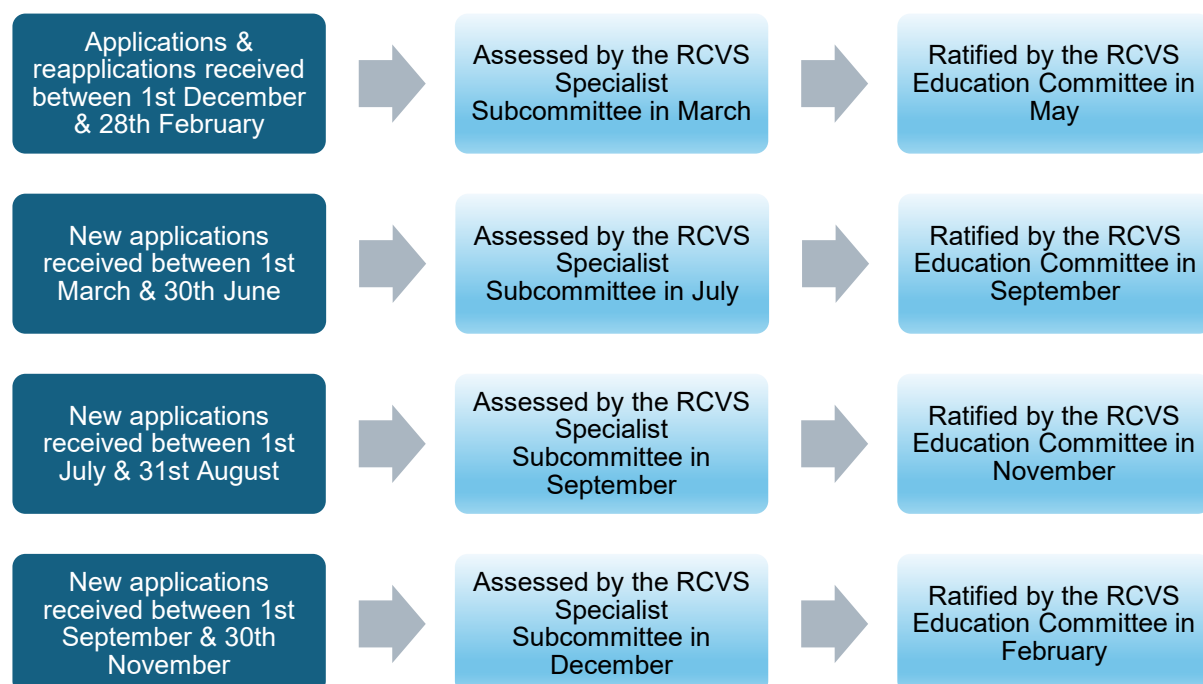 Applications &
reapplications received
between 1st December
& 28th February
Assessed by the RCVS
Specialist
Subcommittee in March
Ratified by the RCVS
Education Committee in
May
New applications
received between 1st
March & 30th June
Assessed by the RCVS
Specialist
Subcommittee in July
Ratified by the RCVS
Education Committee in
September
New applications
received between 1st
July & 31st August
Assessed by the RCVS
Specialist
Subcommittee in
September
Ratified by the RCVS
Education Committee in
November
New applications
received between 1st
September & 30th
November
Assessed by the RCVS
Specialist
Subcommittee in
December
Ratified by the RCVS
Education Committee in
February